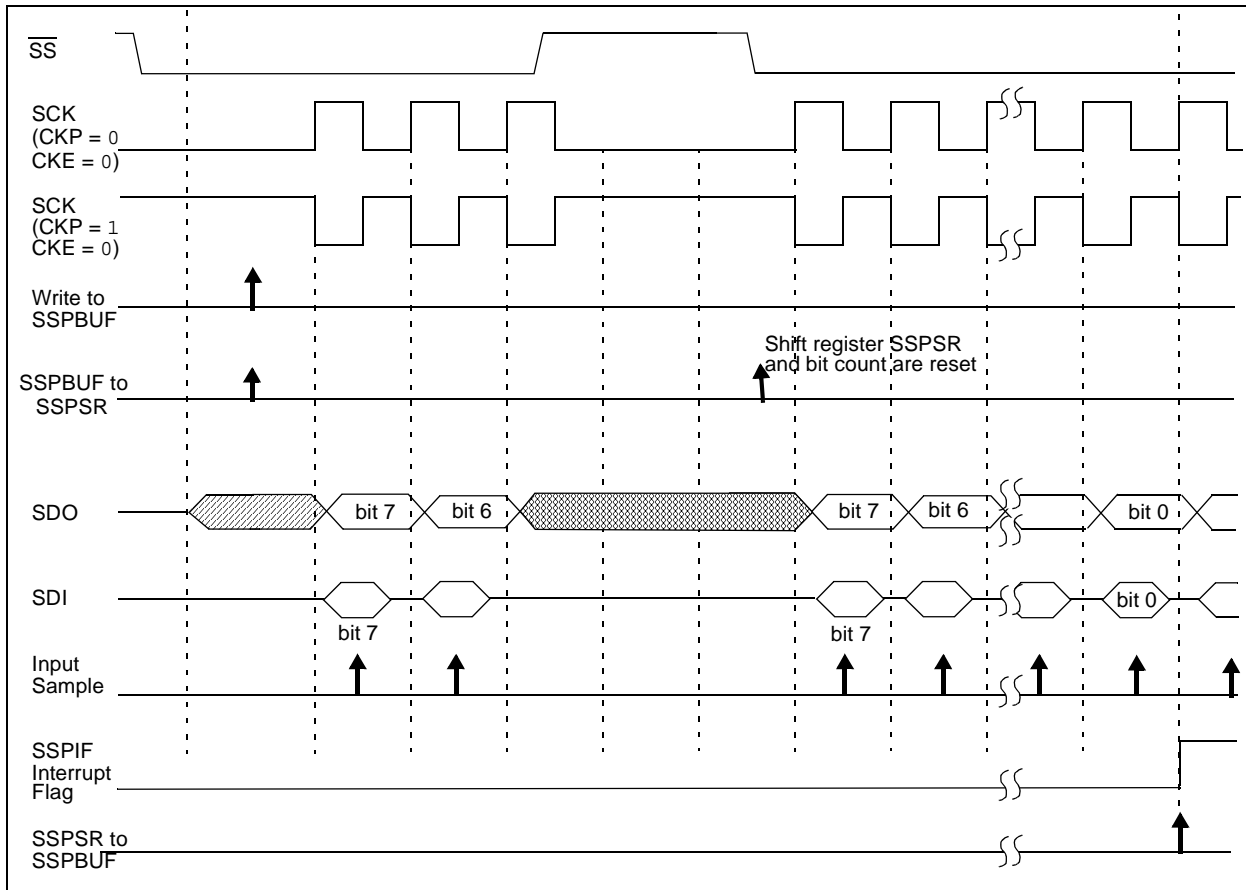 SS
SCK
(CKP = 0
CKE = 0)
SCK
(CKP = 1
CKE = 0)
Write to
SSPBUF
Shift register SSPSR
and bit count are reset
SSPBUF to
SSPSR
SDO
bit 7
bit 6
bit 7
bit 6
bit 0
SDI
bit 0
bit 7
bit 7
Input
Sample
SSPIF
Interrupt
Flag
SSPSR to
SSPBUF